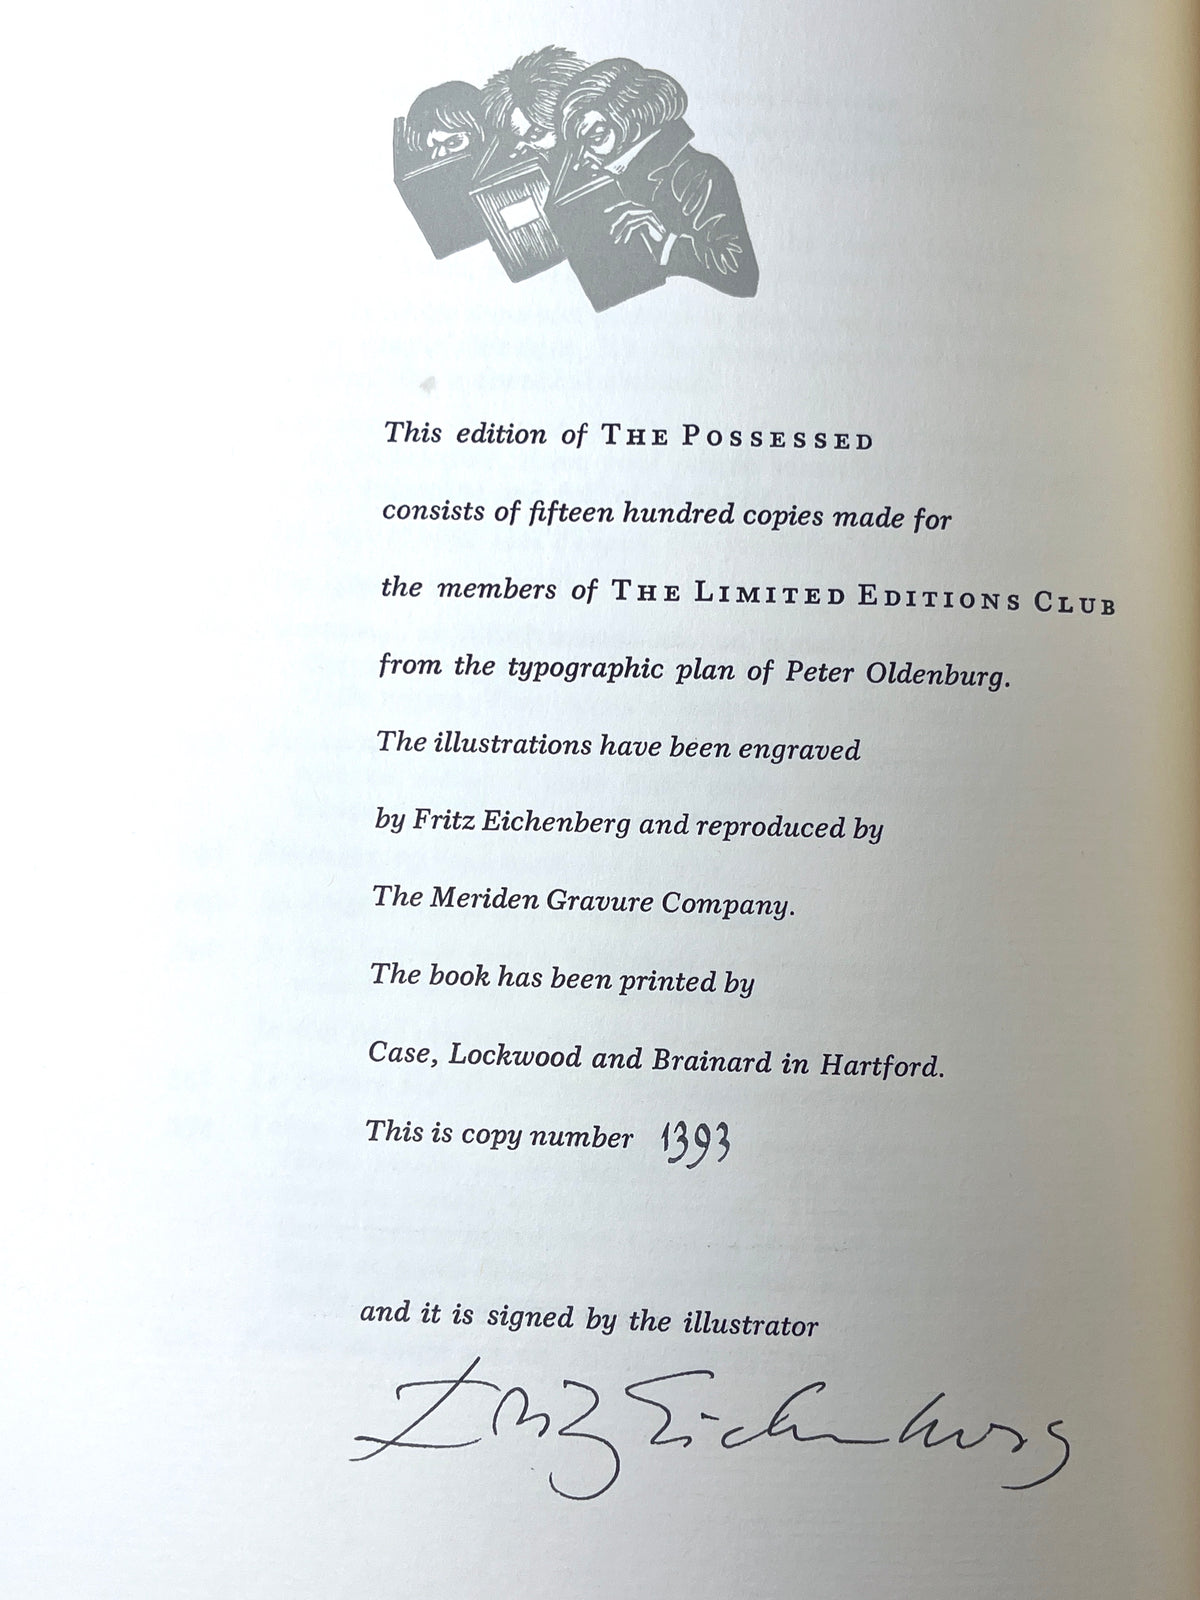 This edition of THE POSSESSED
consists of fifteen hundred copies made for
the members of THE LIMITED EDITIONS CLUB
from the typographic plan of Peter Oldenburg.
The illustrations have been engraved
by Fritz Eichenberg and reproduced by
The Meriden Gravure Company.
The book has been printed by
Case, Lockwood and Brainard in Hartford.
This is copy number 1393
and it is signed by the illustrator
Fritz Eichenberg